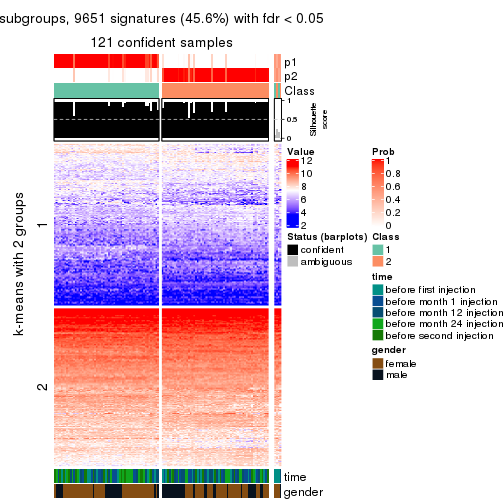 subgroups, 9651 signatures (45.6%) with fdr < 0.05
121 confident samples
p1
p2
Class
1
0.5
0
Silhouette
score
k-means with 2 groups
1
2
time
gender
Value
12
10
8
6
4
2
Prob
1
0.8
0.6
0.4
0.2
0
Status (barplots)
confident
ambiguous
Class
1
2
time
before first injection
before month 1 injection
before month 12 injection
before month 24 injection
before second injection
gender
female
male